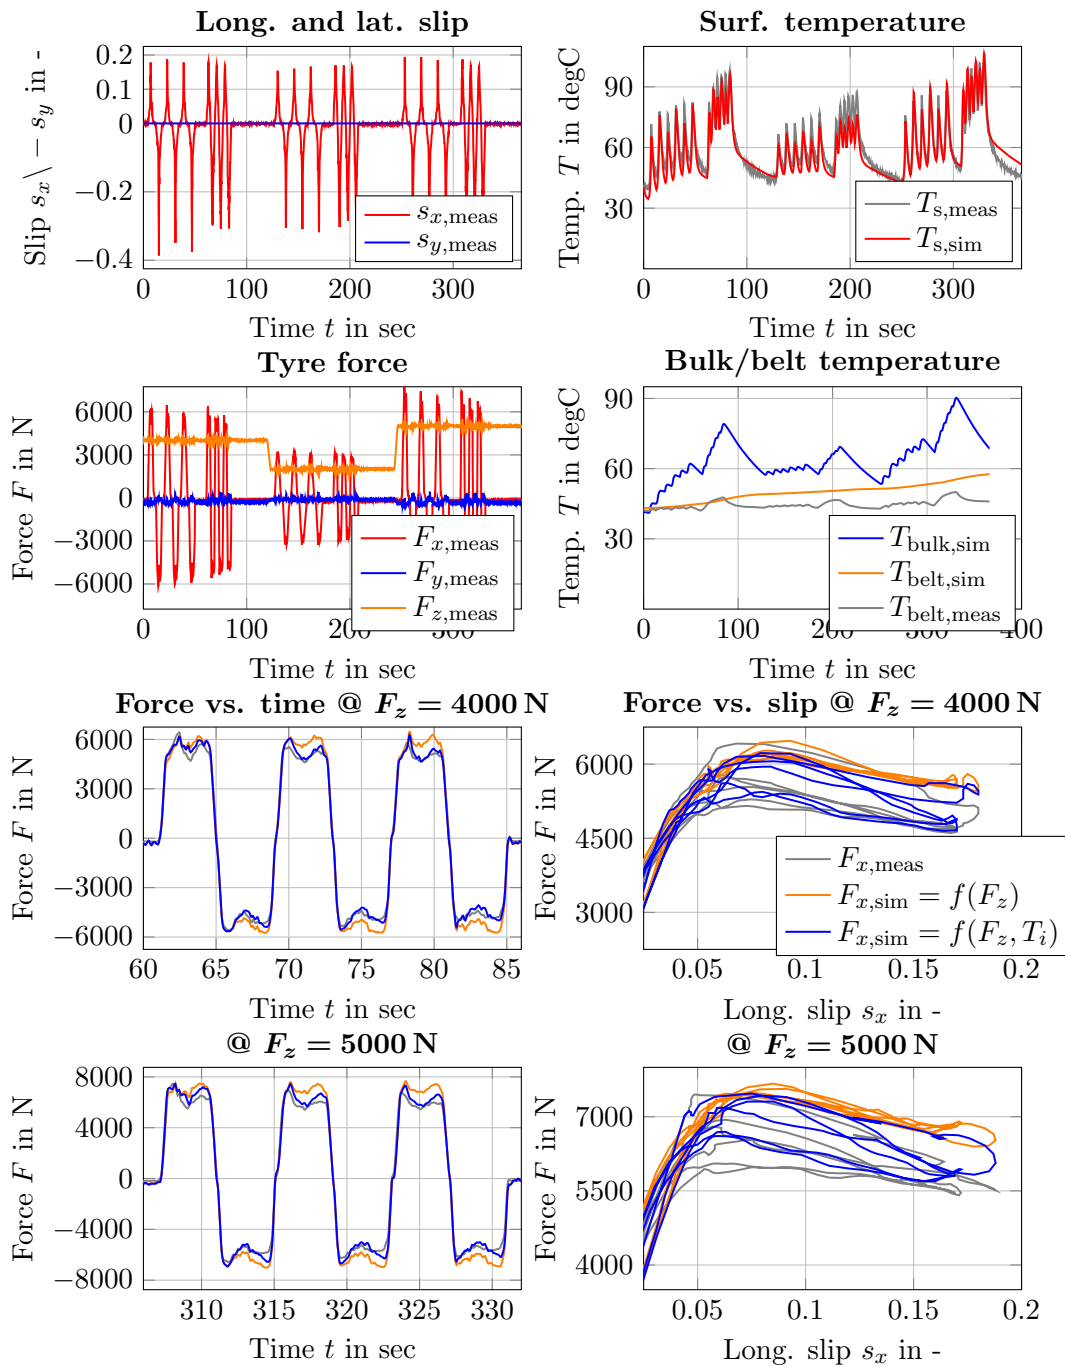 Long. and lat. slip
Slip s_x\ − s_y in -
0.2
0.1
0
−0.2
−0.4
0 100 200 300
Time t in sec
s_x,meas
s_y,meas
Surf. temperature
Temp. T in degC
90
60
30
0 100 200 300
Time t in sec
T_s,meas
T_s,sim
Tyre force
Force F in N
6000
3000
0
−3000
−6000
0 100 200 300
Time t in sec
F_x,meas
F_y,meas
F_z,meas
Bulk/belt temperature
Temp. T in degC
90
60
30
0 100 200 300 400
Time t in sec
T_bulk,sim
T_belt,sim
T_belt,meas
Force vs. time @ F_z = 4000 N
Force F in N
6000
3000
0
−3000
−6000
60 65 70 75 80 85
Time t in sec
Force vs. slip @ F_z = 4000 N
Force F in N
6000
4500
3000
0.05 0.1 0.15 0.2
Long. slip s_x in -
F_x,meas
F_x,sim = f(F_z)
F_x,sim = f(F_z, T_i)
@ F_z = 5000 N
Force F in N
8000
4000
0
−4000
−8000
310 315 320 325 330
Time t in sec
@ F_z = 5000 N
Force F in N
7000
5500
4000
0.05 0.1 0.15 0.2
Long. slip s_x in -